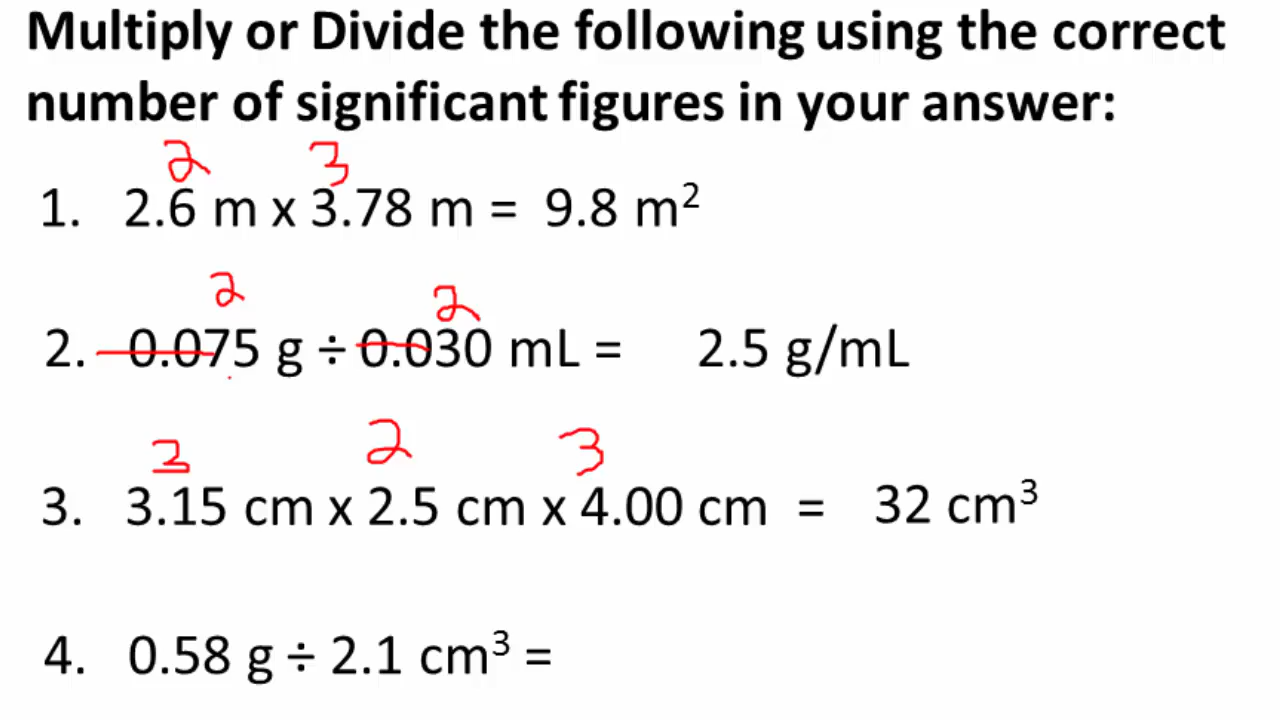 Multiply or Divide the following using the correct
number of significant figures in your answer:
2 3
1. 2.6 m x 3.78 m = 9.8 m²
2 2
2. 0.075 g ÷ 0.030 mL = 2.5 g/mL
3 2 3
3. 3.15 cm x 2.5 cm x 4.00 cm = 32 cm³
4. 0.58 g ÷ 2.1 cm³ =